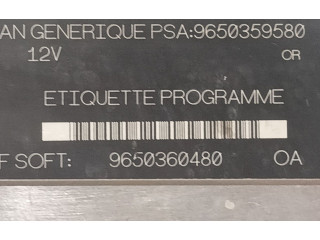 AN GENERIQUE PSA:9650359580
12V OR
ETIQUETTE PROGRAMME
F SOFT: 9650360480 OA